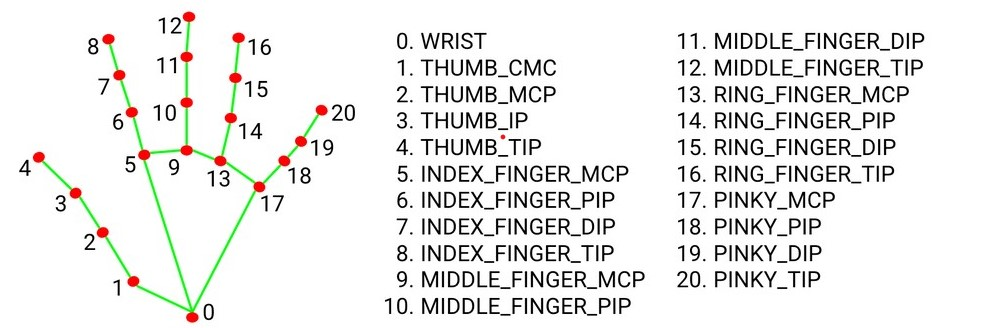 12
8
16
11
7
15
10
20
6
14
19
5
9
18
4
13
17
3
2
1
0
0. WRIST
1. THUMB_CMC
2. THUMB_MCP
3. THUMB_IP
4. THUMB_TIP
5. INDEX_FINGER_MCP
6. INDEX_FINGER_PIP
7. INDEX_FINGER_DIP
8. INDEX_FINGER_TIP
9. MIDDLE_FINGER_MCP
10. MIDDLE_FINGER_PIP
11. MIDDLE_FINGER_DIP
12. MIDDLE_FINGER_TIP
13. RING_FINGER_MCP
14. RING_FINGER_PIP
15. RING_FINGER_DIP
16. RING_FINGER_TIP
17. PINKY_MCP
18. PINKY_PIP
19. PINKY_DIP
20. PINKY_TIP